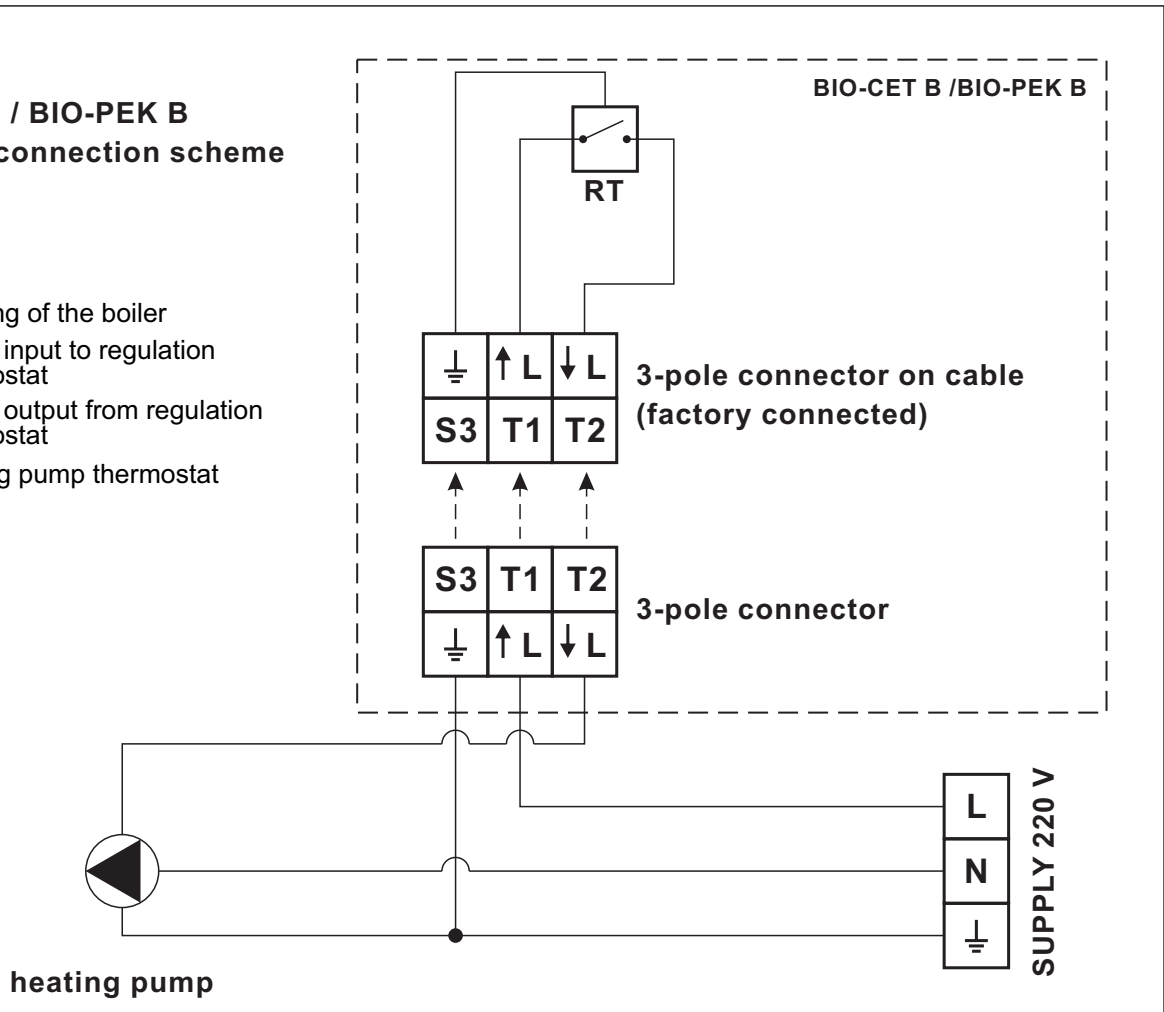 / BIO-PEK B
connection scheme
ng of the boiler
input to regulation
ostat
output from regulation
ostat
g pump thermostat
BIO-CET B /BIO-PEK B
RT
↑ L ↓ L
S3 T1 T2
3-pole connector on cable
(factory connected)
S3 T1 T2
↑ L ↓ L
3-pole connector
L
N
SUPPLY 220 V
heating pump